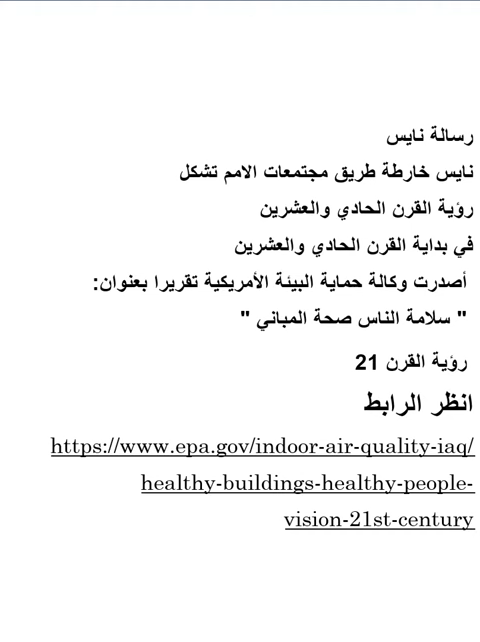 رسالة نايس
نايس خارطة طريق مجتمعات الامم تشكل
رؤية القرن الحادي والعشرين
في بداية القرن الحادي والعشرين
أصدرت وكالة حماية البيئة الأمريكية تقريرا بعنوان:
" سلامة الناس صحة المباني "
رؤية القرن 21
انظر الرابط
https://www.epa.gov/indoor-air-quality-iaq/
healthy-buildings-healthy-people-
vision-21st-century